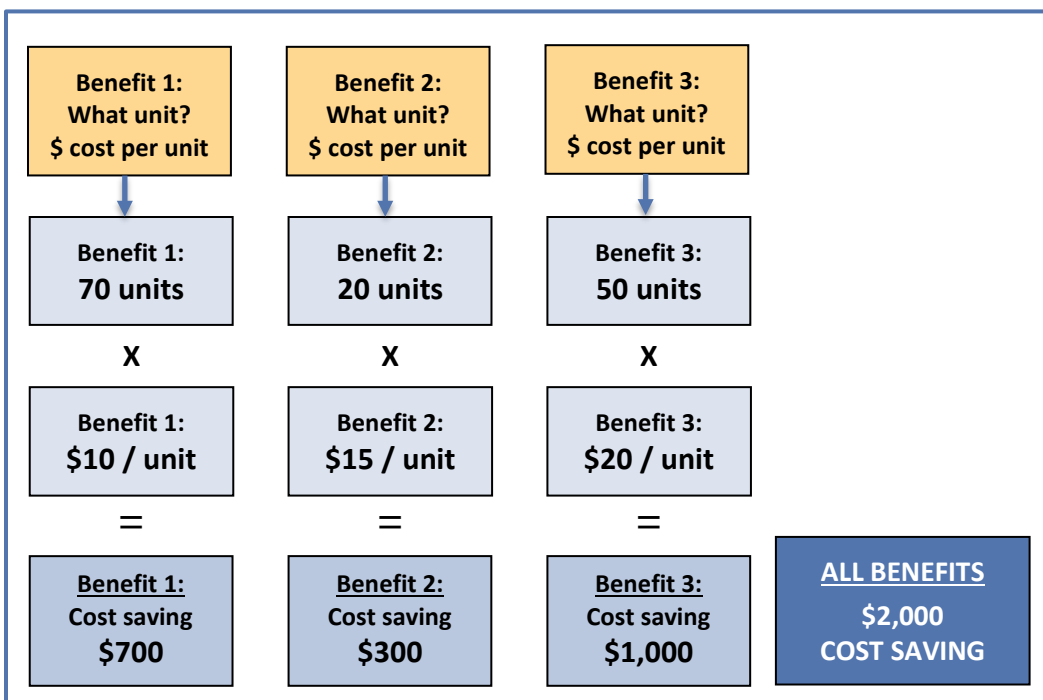 Benefit 1:
What unit?
$ cost per unit
Benefit 2:
What unit?
$ cost per unit
Benefit 3:
What unit?
$ cost per unit
Benefit 1:
70 units
Benefit 2:
20 units
Benefit 3:
50 units
X
X
X
Benefit 1:
$10 / unit
Benefit 2:
$15 / unit
Benefit 3:
$20 / unit
=
=
=
Benefit 1:
Cost saving
$700
Benefit 2:
Cost saving
$300
Benefit 3:
Cost saving
$1,000
ALL BENEFITS
$2,000
COST SAVING